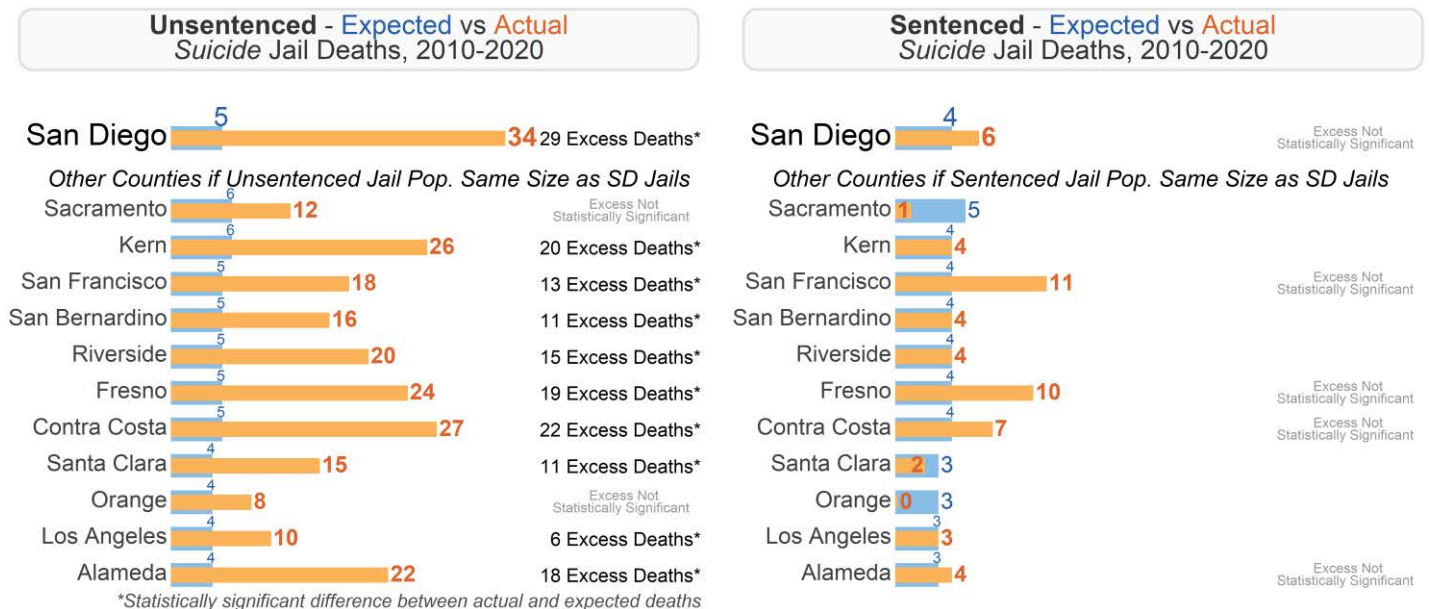 Unsentenced - Expected vs Actual
Suicide Jail Deaths, 2010-2020
5
San Diego 34 29 Excess Deaths*
Other Counties if Unsentenced Jail Pop. Same Size as SD Jails
6
Sacramento 12 Excess Not
Statistically Significant
6
Kern 26 20 Excess Deaths*
5
San Francisco 18 13 Excess Deaths*
5
San Bernardino 16 11 Excess Deaths*
5
Riverside 20 15 Excess Deaths*
5
Fresno 24 19 Excess Deaths*
5
Contra Costa 27 22 Excess Deaths*
4
Santa Clara 15 11 Excess Deaths*
4
Orange 8 Excess Not
Statistically Significant
4
Los Angeles 10 6 Excess Deaths*
4
Alameda 22 18 Excess Deaths*
*Statistically significant difference between actual and expected deaths
Sentenced - Expected vs Actual
Suicide Jail Deaths, 2010-2020
4
San Diego 6 Excess Not
Statistically Significant
Other Counties if Sentenced Jail Pop. Same Size as SD Jails
Sacramento 1 5
4
Kern 4
4
San Francisco 11 Excess Not
Statistically Significant
4
San Bernardino 4
4
Riverside 4
4
Fresno 10 Excess Not
Statistically Significant
4
Contra Costa 7 Excess Not
Statistically Significant
Santa Clara 2 3
Orange 0 3
3
Los Angeles 3
3
Alameda 4 Excess Not
Statistically Significant